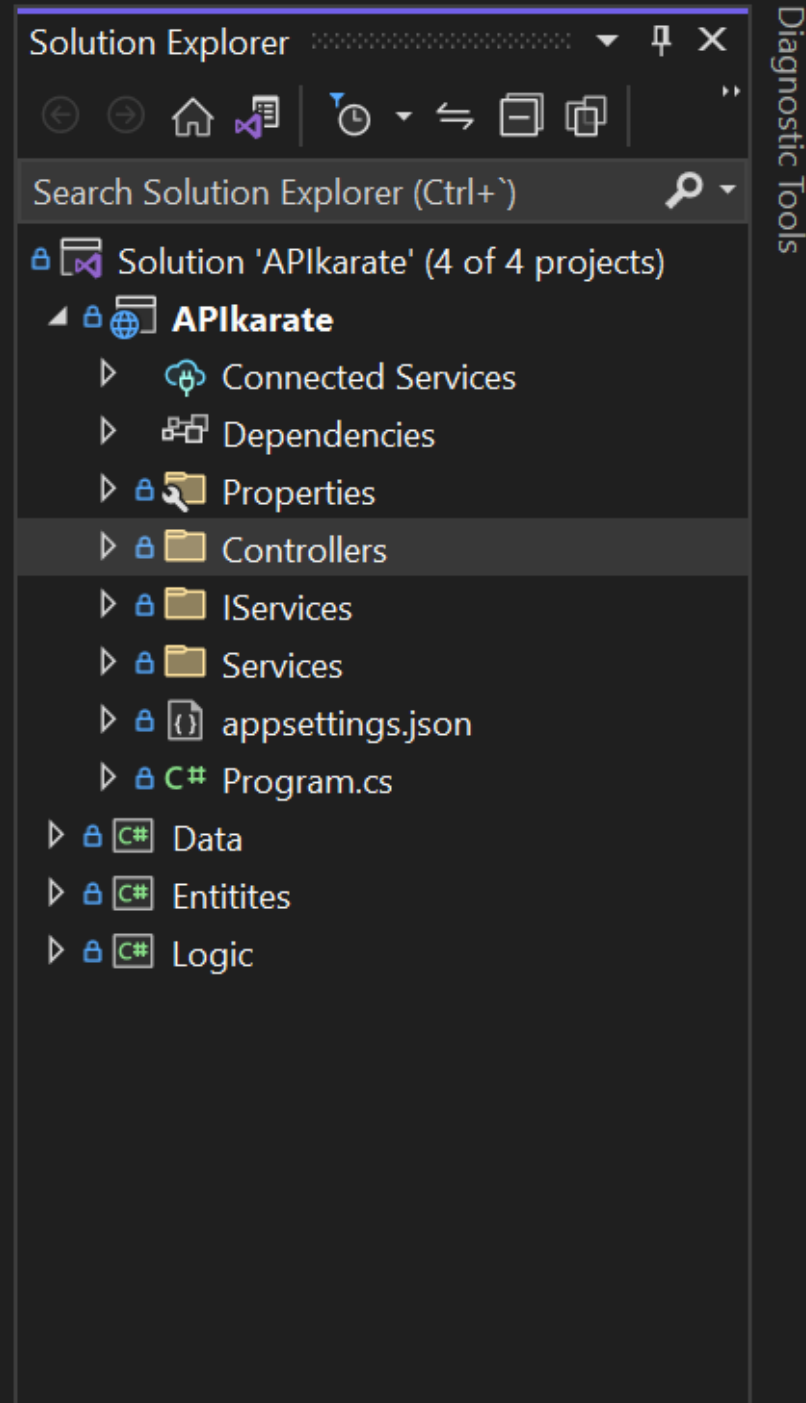 Solution Explorer
Search Solution Explorer (Ctrl+`)
Solution 'APIkarate' (4 of 4 projects)
APIkarate
Connected Services
Dependencies
Properties
Controllers
IServices
Services
appsettings.json
C# Program.cs
C# Data
C# Entitites
C# Logic
Diagnostic Tools